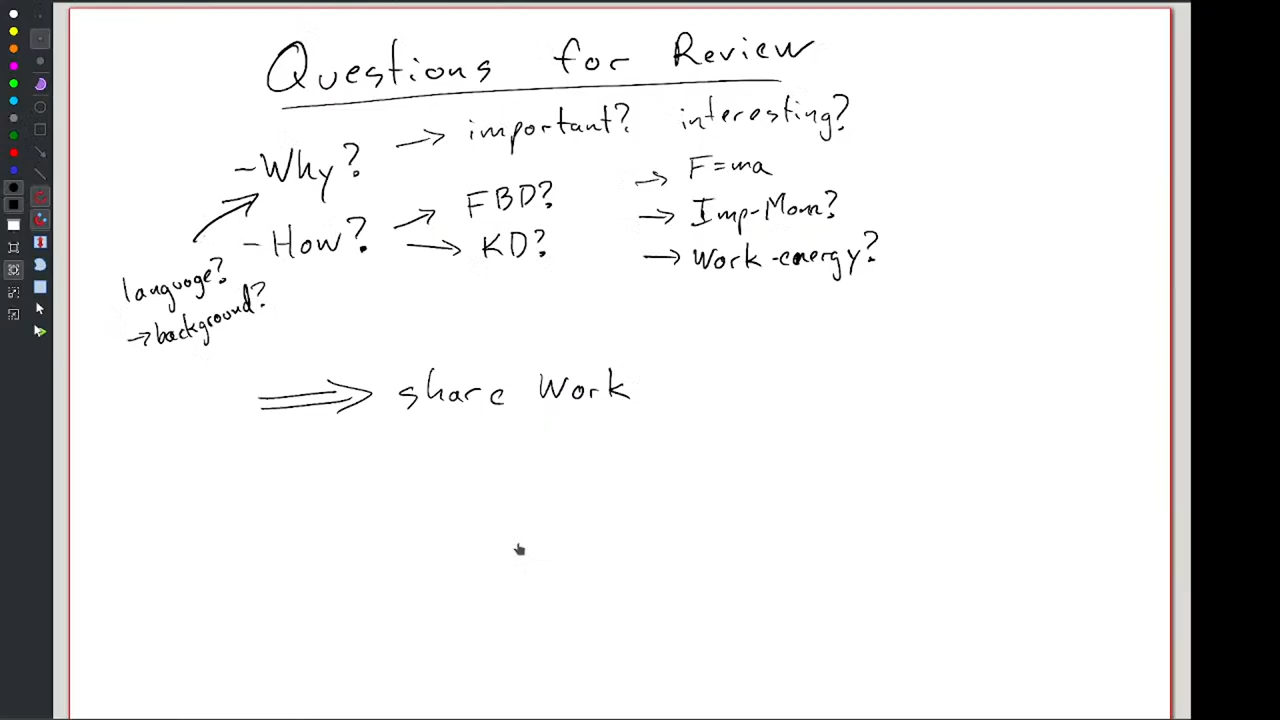 Questions for Review
-Why? → important? interesting?
-How? → FBD? → F=ma
→ KD? → Imp-Mom?
→ Work-energy?
language?
→background?
⟹ share Work